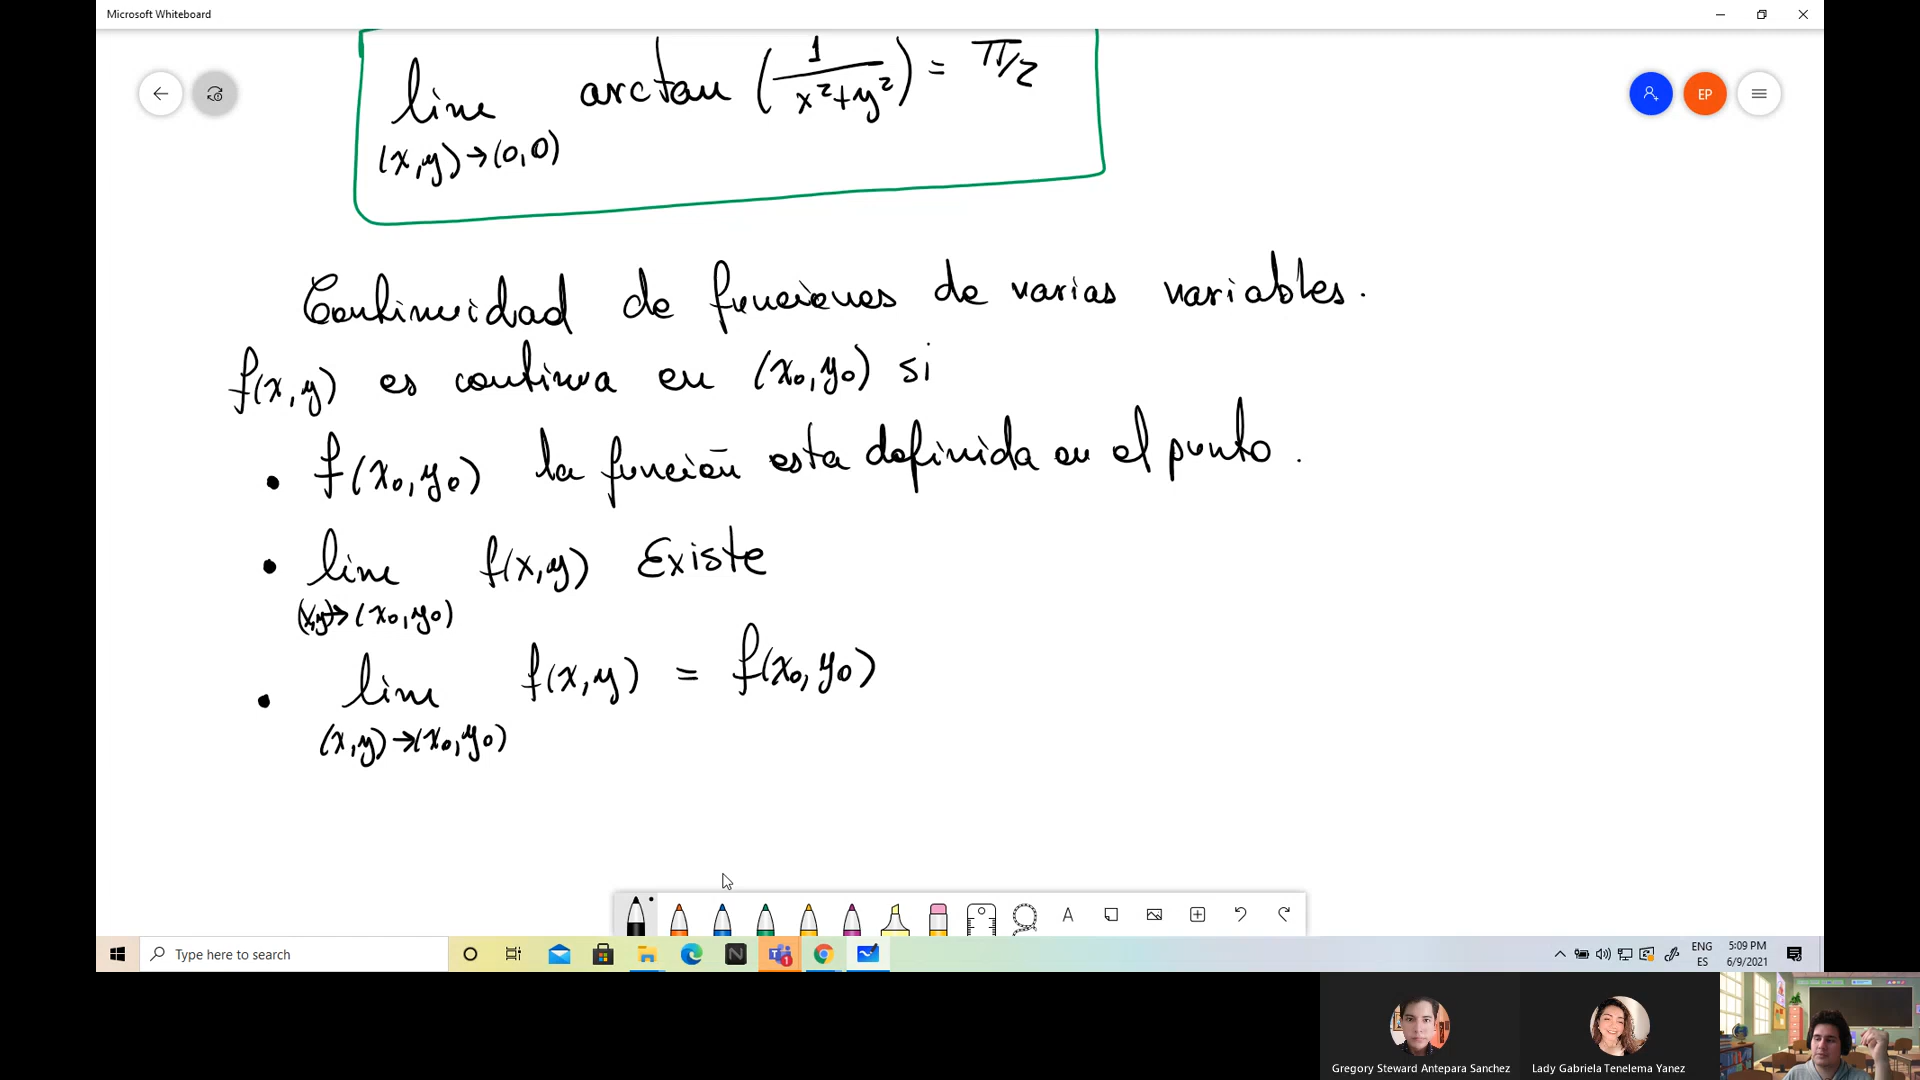 Microsoft Whiteboard
lim arctan (1/(x²+y²)) = π/2
(x,y)→(0,0)
EP
Continuidad de funciones de varias variables.
f(x,y) es continua en (x₀,y₀) si
• f(x₀,y₀) la función esta definida en el punto.
• lim f(x,y) Existe
(x,y)→(x₀,y₀)
• lim f(x,y) = f(x₀,y₀)
(x,y)→(x₀,y₀)
A
Type here to search
N
1
ENG
ES
5:09 PM
6/9/2021
Gregory Steward Antepara Sanchez
Lady Gabriela Tenelema Yanez